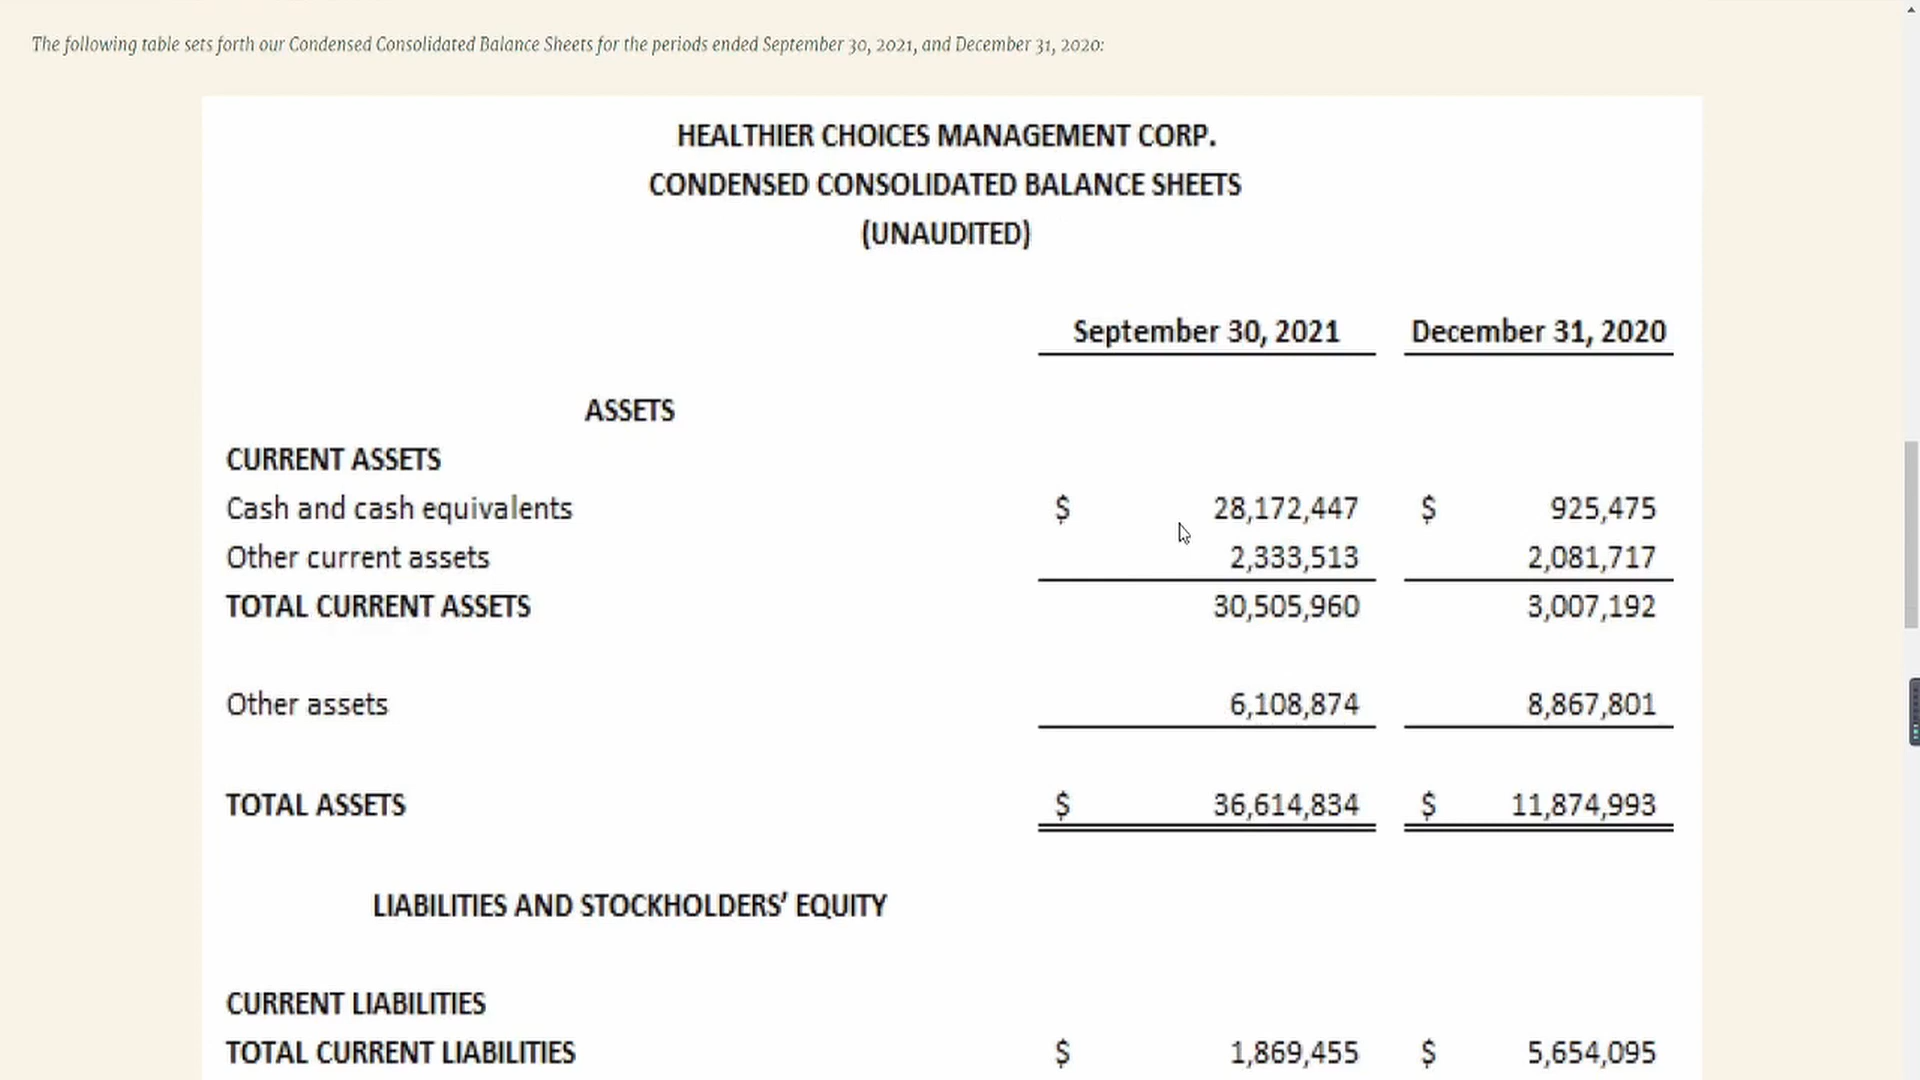 The following table sets forth our Condensed Consolidated Balance Sheets for the periods ended September 30, 2021, and December 31, 2020:
HEALTHIER CHOICES MANAGEMENT CORP.
CONDENSED CONSOLIDATED BALANCE SHEETS
(UNAUDITED)
September 30, 2021 December 31, 2020
ASSETS
CURRENT ASSETS
Cash and cash equivalents $ 28,172,447 $ 925,475
Other current assets 2,333,513 2,081,717
TOTAL CURRENT ASSETS 30,505,960 3,007,192
Other assets 6,108,874 8,867,801
TOTAL ASSETS $ 36,614,834 $ 11,874,993
LIABILITIES AND STOCKHOLDERS’ EQUITY
CURRENT LIABILITIES
TOTAL CURRENT LIABILITIES $ 1,869,455 $ 5,654,095